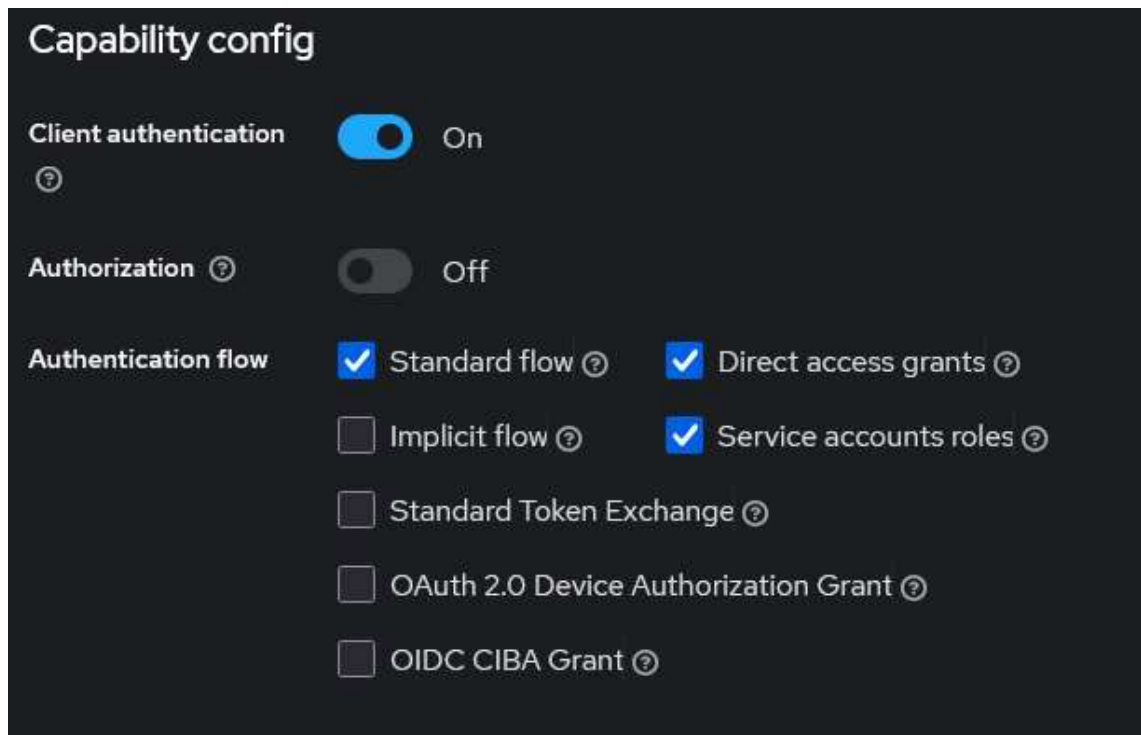 Capability config
Client authentication
On
Authorization
Off
Authentication flow
Standard flow
Direct access grants
Implicit flow
Service accounts roles
Standard Token Exchange
OAuth 2.0 Device Authorization Grant
OIDC CIBA Grant